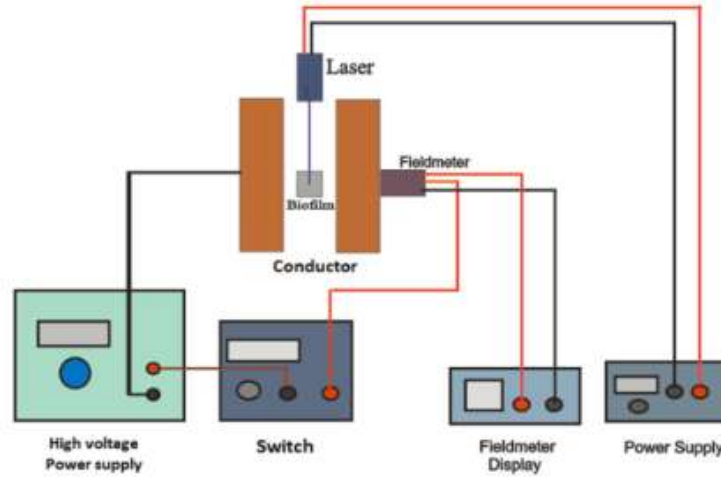 Laser
Fieldmeter
Biofilm
Conductor
High voltage
Power supply
Switch
Fieldmeter
Display
Power Supply